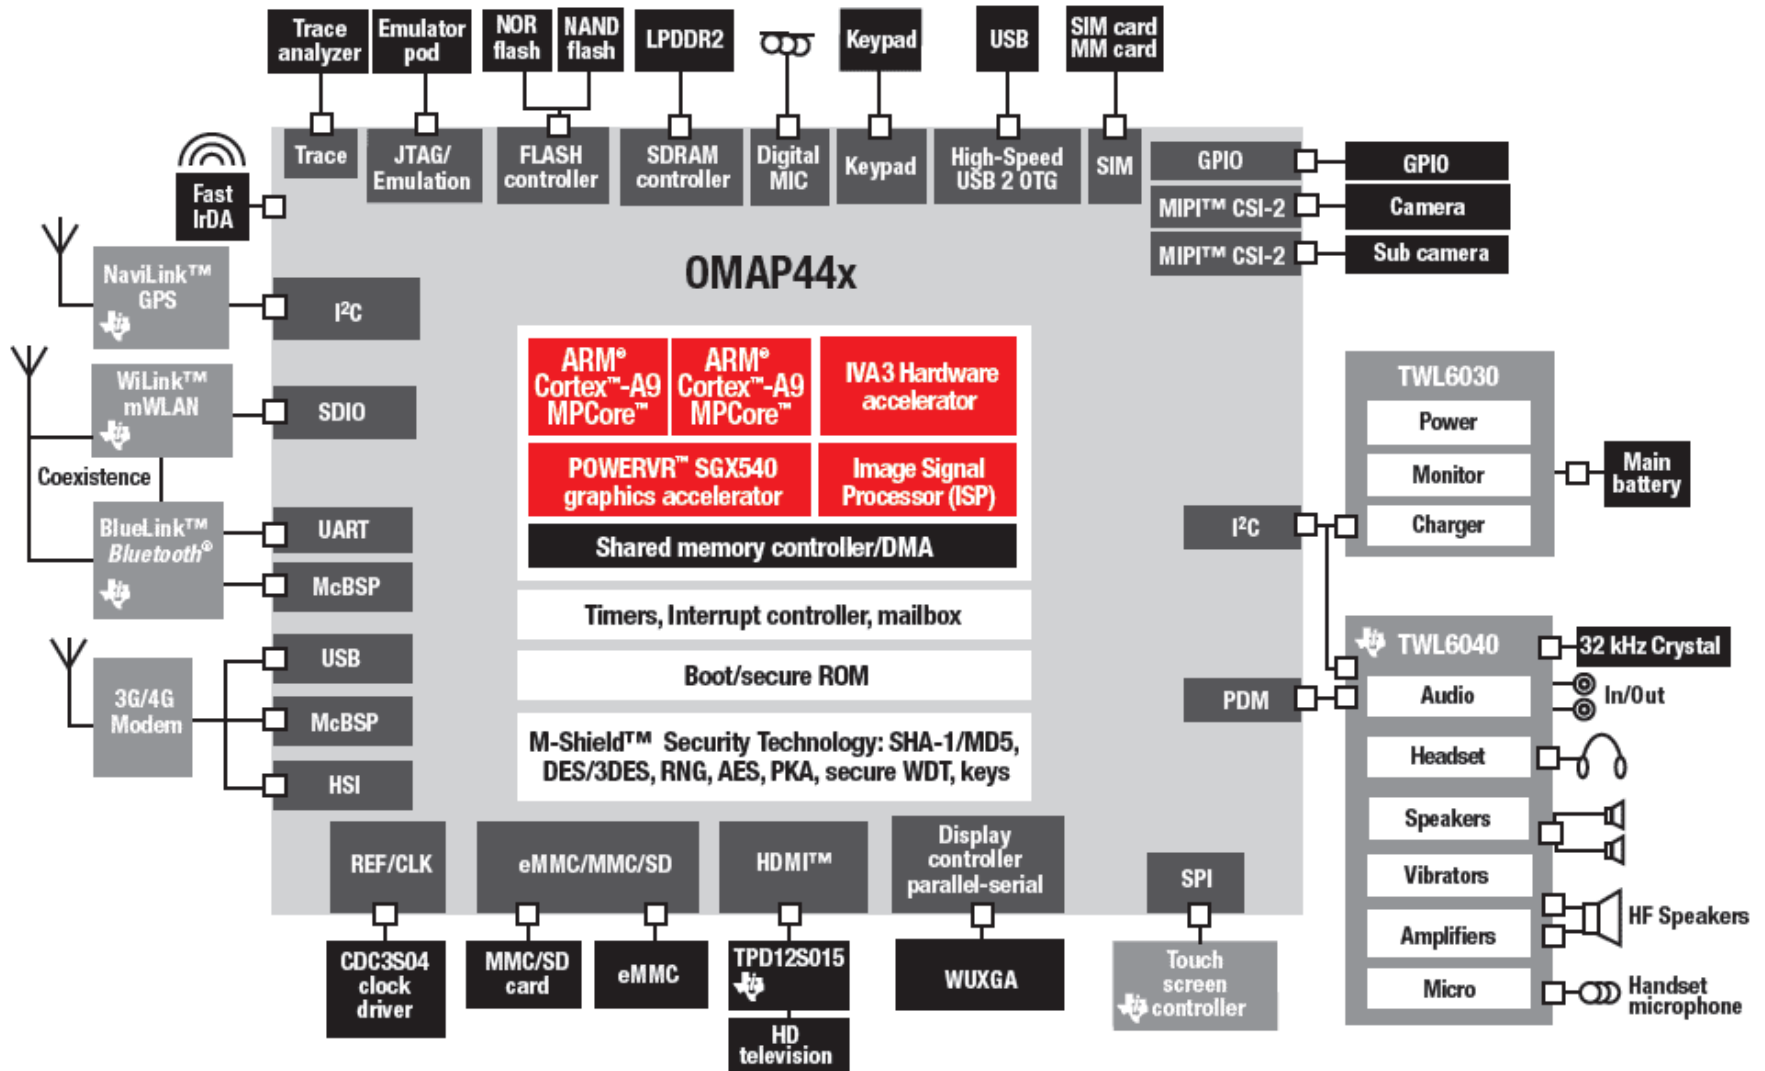 Trace
analyzer
Emulator
pod
NOR
flash
NAND
flash
LPDDR2
Keypad
USB
SIM card
MM card
Trace
JTAG/
Emulation
FLASH
controller
SDRAM
controller
Digital
MIC
Keypad
High-Speed
USB 2 OTG
SIM
GPIO
GPIO
MIPI™ CSI-2
Camera
MIPI™ CSI-2
Sub camera
Fast
IrDA
NaviLink™
GPS
I²C
WiLink™
mWLAN
SDIO
Coexistence
BlueLink™
Bluetooth®
UART
McBSP
3G/4G
Modem
USB
McBSP
HSI
OMAP44x
ARM®
Cortex™-A9
MPCore™
ARM®
Cortex™-A9
MPCore™
IVA3 Hardware
accelerator
POWERVR™ SGX540
graphics accelerator
Image Signal
Processor (ISP)
Shared memory controller/DMA
Timers, Interrupt controller, mailbox
Boot/secure ROM
M-Shield™ Security Technology: SHA-1/MD5,
DES/3DES, RNG, AES, PKA, secure WDT, keys
I²C
PDM
TWL6030
Power
Monitor
Charger
Main
battery
TWL6040
32 kHz Crystal
Audio
In/Out
Headset
Speakers
Vibrators
Amplifiers
HF Speakers
Micro
Handset
microphone
REF/CLK
eMMC/MMC/SD
HDMI™
Display
controller
parallel-serial
SPI
CDC3S04
clock
driver
MMC/SD
card
eMMC
TPD12S015
HD
television
WUXGA
Touch
screen
controller